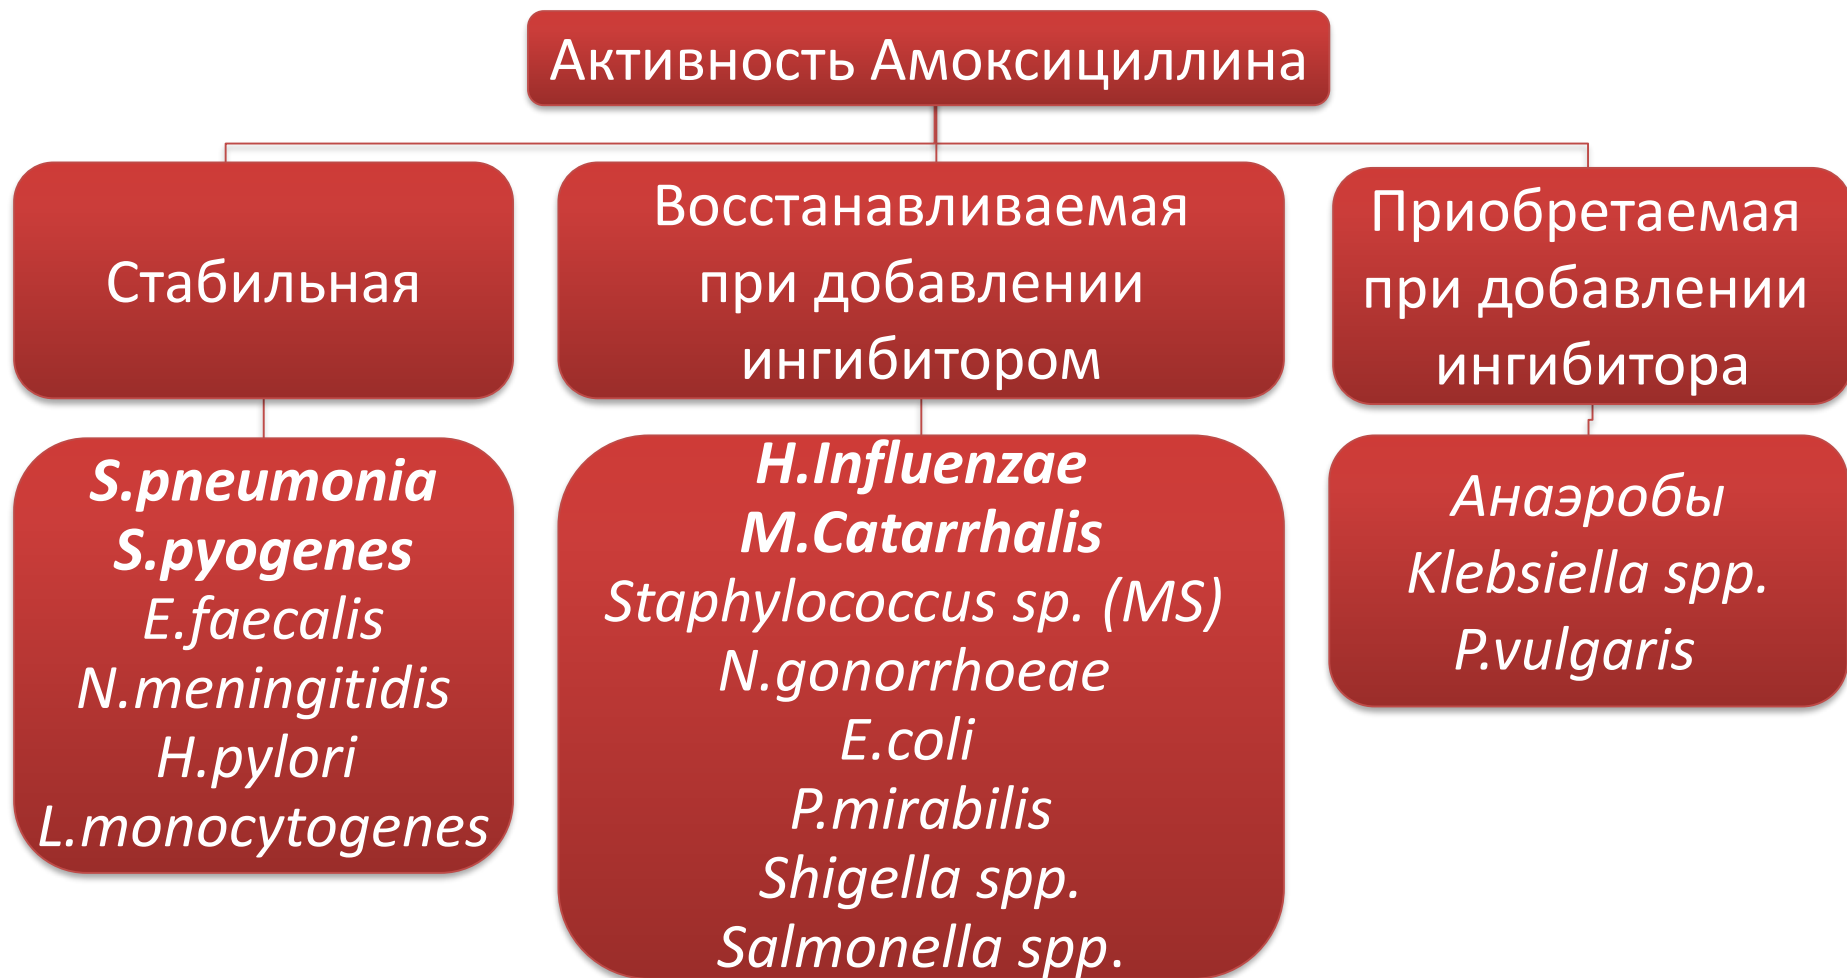 Активность Амоксициллина
Стабильная
Восстанавливаемая
при добавлении
ингибитором
Приобретаемая
при добавлении
ингибитора
S.pneumonia
S.pyogenes
E.faecalis
N.meningitidis
H.pylori
L.monocytogenes
H.Influenzae
M.Catarrhalis
Staphylococcus sp. (MS)
N.gonorrhoeae
E.coli
P.mirabilis
Shigella spp.
Salmonella spp.
Анаэробы
Klebsiella spp.
P.vulgaris